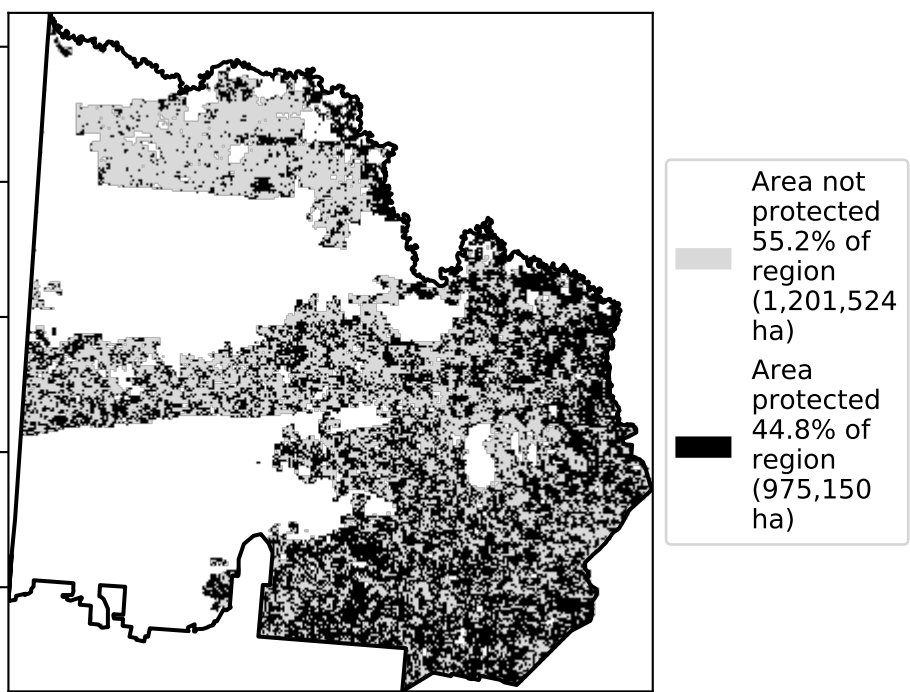 Area not
protected
55.2% of
region
(1,201,524
ha)
Area
protected
44.8% of
region
(975,150
ha)